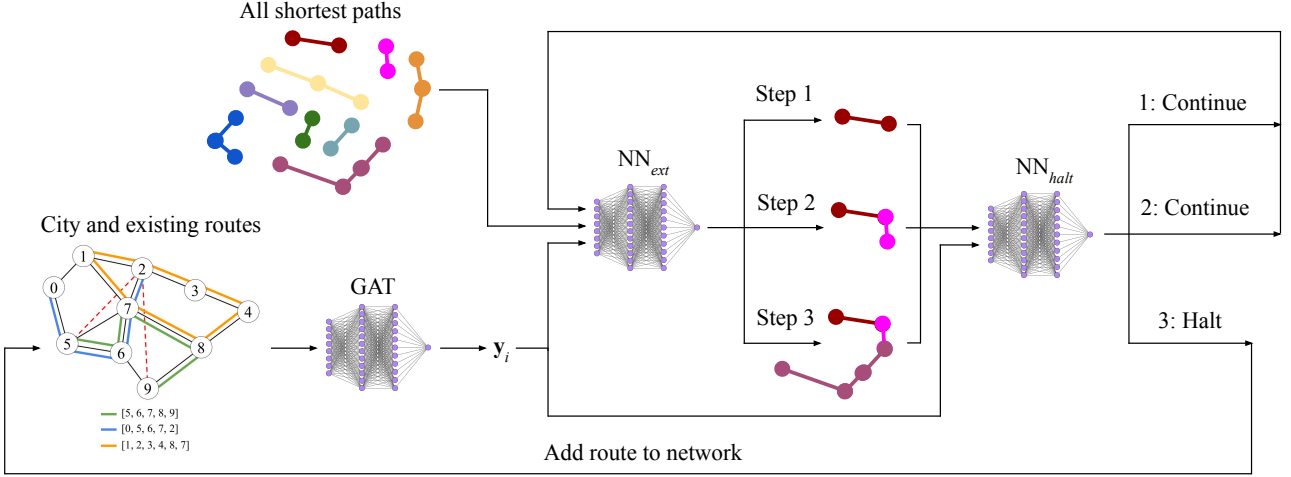 All shortest paths
City and existing routes
0
1
2
3
4
5
6
7
8
9
[5, 6, 7, 8, 9]
[0, 5, 6, 7, 2]
[1, 2, 3, 4, 8, 7]
GAT
y_i
NN_ext
Step 1
Step 2
Step 3
NN_halt
1: Continue
2: Continue
3: Halt
Add route to network